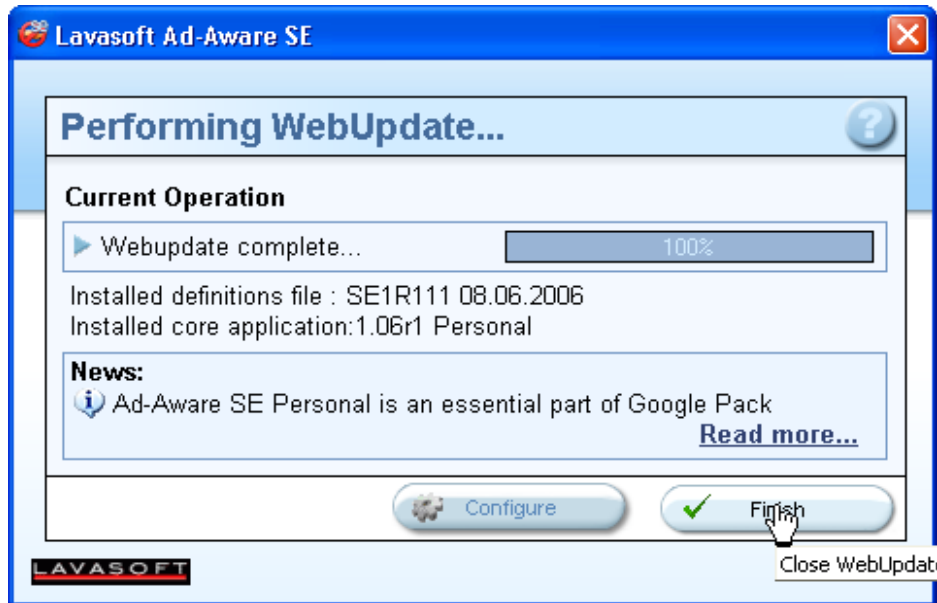 Lavasoft Ad-Aware SE
Performing WebUpdate...
?
Current Operation
Webupdate complete... 100%
Installed definitions file : SE1R111 08.06.2006
Installed core application:1.06r1 Personal
News:
Ad-Aware SE Personal is an essential part of Google Pack
Read more...
Configure Finish
Close WebUpdate
LAVASOFT